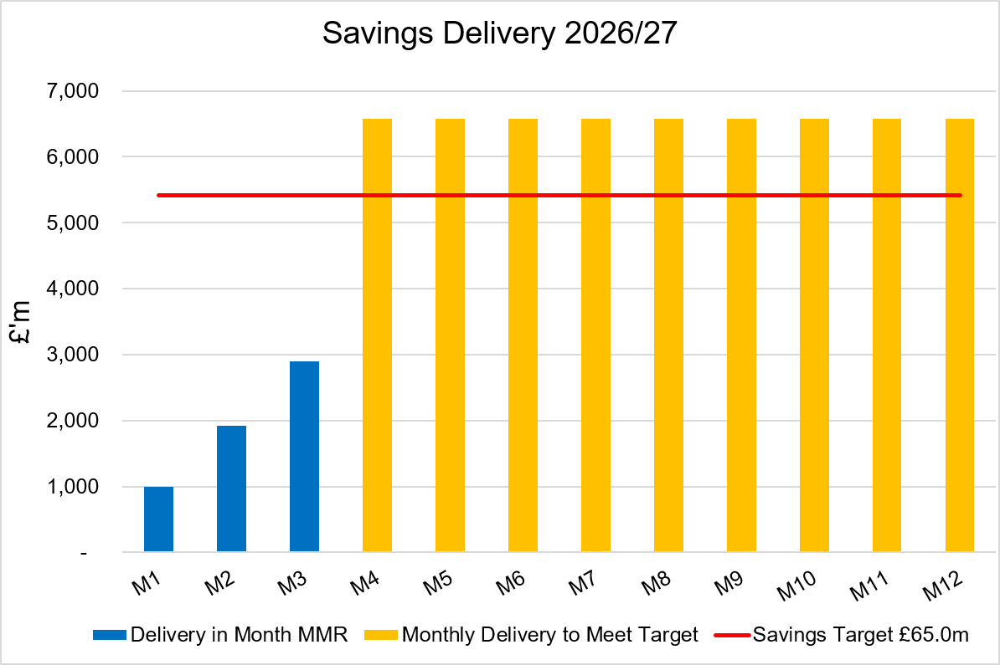 Savings Delivery 2026/27
7,000
6,000
5,000
4,000
3,000
2,000
1,000
-
£'m
M1 M2 M3 M4 M5 M6 M7 M8 M9 M10 M11 M12
Delivery in Month MMR Monthly Delivery to Meet Target Savings Target £65.0m